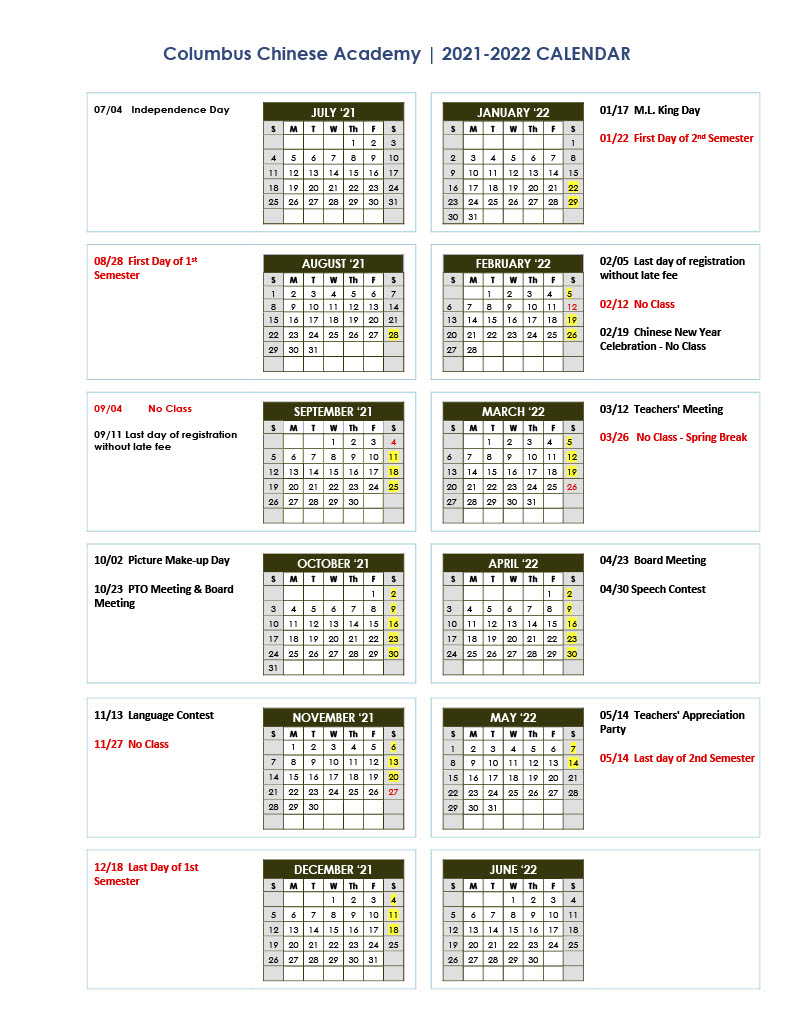 Columbus Chinese Academy | 2021-2022 CALENDAR
07/04 Independence Day
JULY ‘21
S M T W Th F S
1 2 3
4 5 6 7 8 9 10
11 12 13 14 15 16 17
18 19 20 21 22 23 24
25 26 27 28 29 30 31
JANUARY ‘22
S M T W Th F S
1
2 3 4 5 6 7 8
9 10 11 12 13 14 15
16 17 18 19 20 21 22
23 24 25 26 27 28 29
30 31
01/17 M.L. King Day
01/22 First Day of 2nd Semester
08/28 First Day of 1st
Semester
AUGUST ‘21
S M T W Th F S
1 2 3 4 5 6 7
8 9 10 11 12 13 14
15 16 17 18 19 20 21
22 23 24 25 26 27 28
29 30 31
FEBRUARY ‘22
S M T W Th F S
1 2 3 4 5
6 7 8 9 10 11 12
13 14 15 16 17 18 19
20 21 22 23 24 25 26
27 28
02/05 Last day of registration
without late fee
02/12 No Class
02/19 Chinese New Year
Celebration - No Class
09/04 No Class
09/11 Last day of registration
without late fee
SEPTEMBER ‘21
S M T W Th F S
1 2 3 4
5 6 7 8 9 10 11
12 13 14 15 16 17 18
19 20 21 22 23 24 25
26 27 28 29 30
MARCH ‘22
S M T W Th F S
1 2 3 4 5
6 7 8 9 10 11 12
13 14 15 16 17 18 19
20 21 22 23 24 25 26
27 28 29 30 31
03/12 Teachers' Meeting
03/26 No Class - Spring Break
10/02 Picture Make-up Day
10/23 PTO Meeting & Board
Meeting
OCTOBER ‘21
S M T W Th F S
1 2
3 4 5 6 7 8 9
10 11 12 13 14 15 16
17 18 19 20 21 22 23
24 25 26 27 28 29 30
31
APRIL ‘22
S M T W Th F S
1 2
3 4 5 6 7 8 9
10 11 12 13 14 15 16
17 18 19 20 21 22 23
24 25 26 27 28 29 30
04/23 Board Meeting
04/30 Speech Contest
11/13 Language Contest
11/27 No Class
NOVEMBER ‘21
S M T W Th F S
1 2 3 4 5 6
7 8 9 10 11 12 13
14 15 16 17 18 19 20
21 22 23 24 25 26 27
28 29 30
MAY ‘22
S M T W Th F S
1 2 3 4 5 6 7
8 9 10 11 12 13 14
15 16 17 18 19 20 21
22 23 24 25 26 27 28
29 30 31
05/14 Teachers' Appreciation
Party
05/14 Last day of 2nd Semester
12/18 Last Day of 1st
Semester
DECEMBER ‘21
S M T W Th F S
1 2 3 4
5 6 7 8 9 10 11
12 13 14 15 16 17 18
19 20 21 22 23 24 25
26 27 28 29 30 31
JUNE ‘22
S M T W Th F S
1 2 3 4
5 6 7 8 9 10 11
12 13 14 15 16 17 18
19 20 21 22 23 24 25
26 27 28 29 30